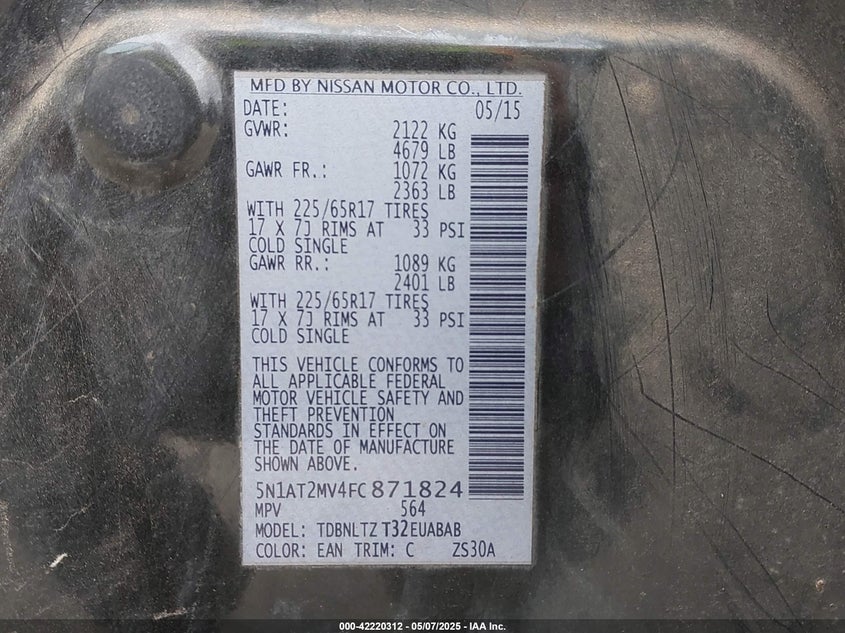 MFD BY NISSAN MOTOR CO., LTD.
DATE: 05/15
GVWR: 2122 KG
4679 LB
GAWR FR.: 1072 KG
2363 LB
WITH 225/65R17 TIRES
17 X 7J RIMS AT 33 PSI
COLD SINGLE
GAWR RR.: 1089 KG
2401 LB
WITH 225/65R17 TIRES
17 X 7J RIMS AT 33 PSI
COLD SINGLE
THIS VEHICLE CONFORMS TO
ALL APPLICABLE FEDERAL
MOTOR VEHICLE SAFETY AND
THEFT PREVENTION
STANDARDS IN EFFECT ON
THE DATE OF MANUFACTURE
SHOWN ABOVE.
5N1AT2MV4FC871824
MPV 564
MODEL: TDBNLTZ T32EUABAB
COLOR: EAN TRIM: C ZS30A
000-42220312 - 05/07/2025 - IAA Inc.